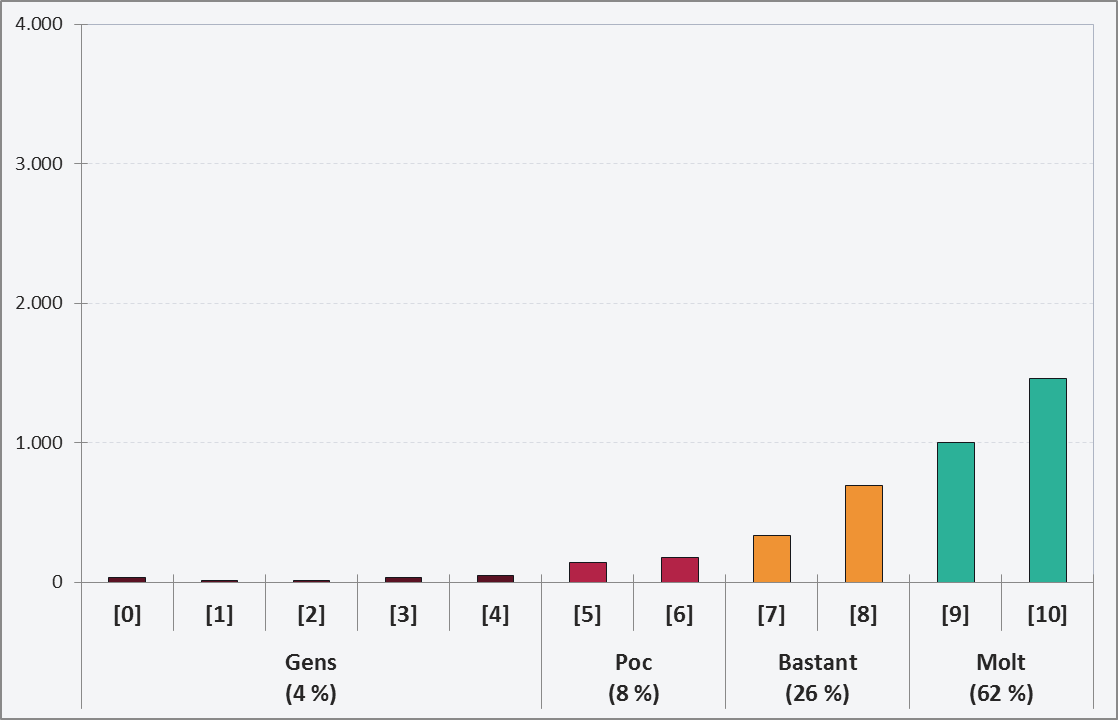 4.000
3.000
2.000
1.000
0
[0] [1] [2] [3] [4] [5] [6] [7] [8] [9] [10]
Gens Poc Bastant Molt
(4 %) (8 %) (26 %) (62 %)